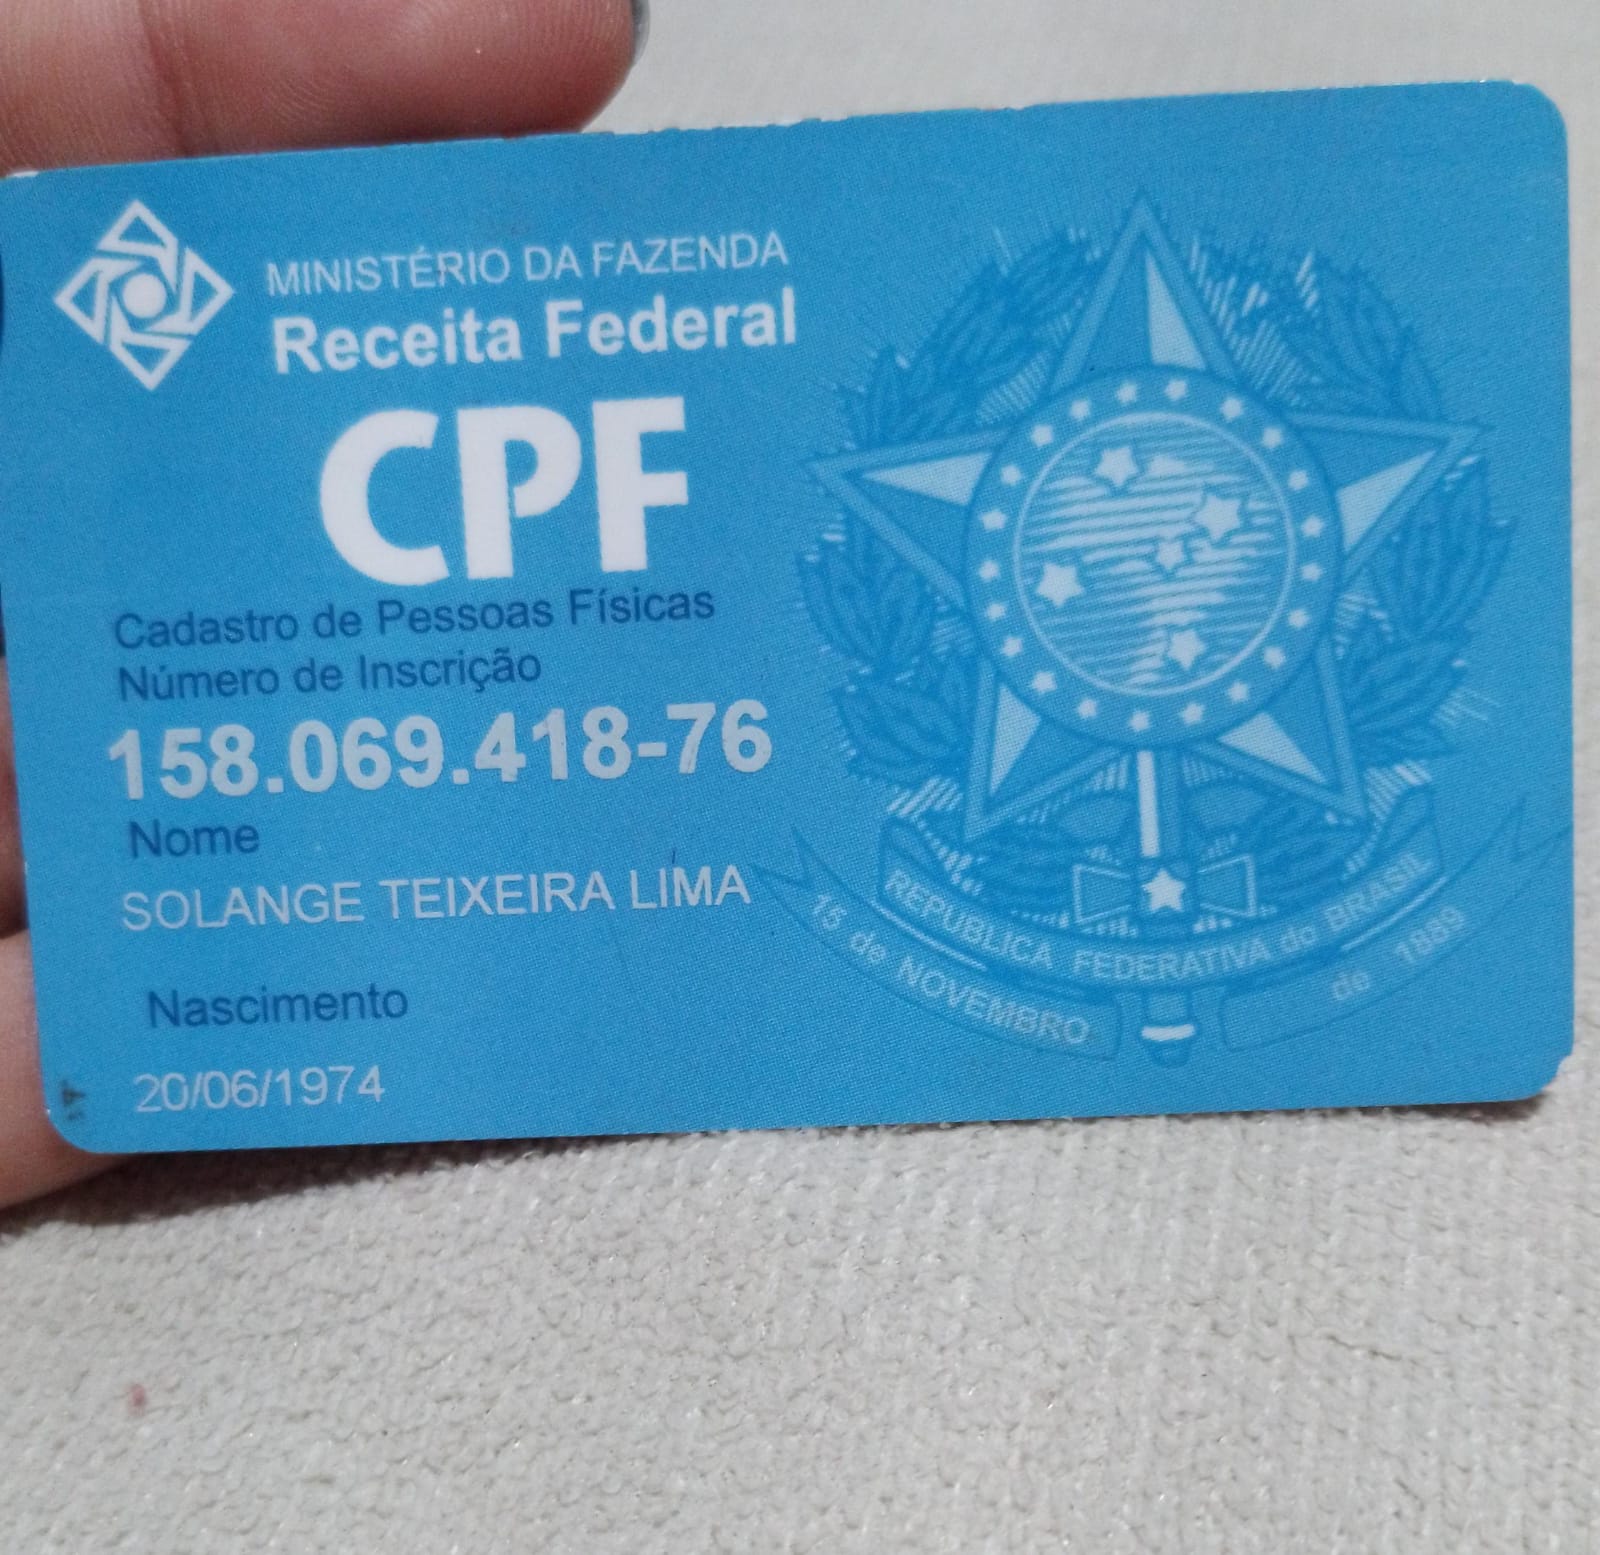 MINISTÉRIO DA FAZENDA
Receita Federal
CPF
Cadastro de Pessoas Físicas
Número de Inscrição
158.069.418-76
Nome
SOLANGE TEIXEIRA LIMA
Nascimento
20/06/1974
REPUBLICA FEDERATIVA do BRASIL
15 de NOVEMBRO de 1889